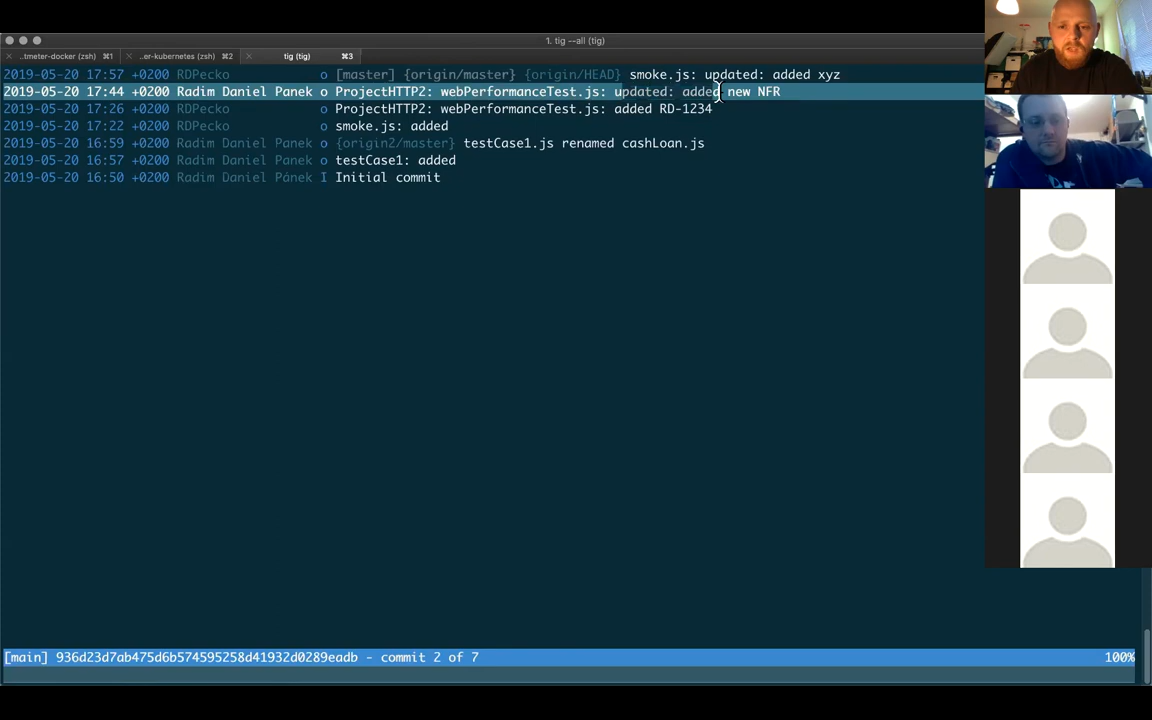 1. tig --all (tig)
..tmeter-docker (zsh) ⌘1 ..er-kubernetes (zsh) ⌘2 tig (tig) ⌘3
2019-05-20 17:57 +0200 RDPecko o [master] {origin/master} {origin/HEAD} smoke.js: updated: added xyz
2019-05-20 17:44 +0200 Radim Daniel Panek o ProjectHTTP2: webPerformanceTest.js: updated: added new NFR
2019-05-20 17:26 +0200 RDPecko o ProjectHTTP2: webPerformanceTest.js: added RD-1234
2019-05-20 17:22 +0200 RDPecko o smoke.js: added
2019-05-20 16:59 +0200 Radim Daniel Panek o {origin2/master} testCase1.js renamed cashLoan.js
2019-05-20 16:57 +0200 Radim Daniel Panek o testCase1: added
2019-05-20 16:50 +0200 Radim Daniel Pánek I Initial commit
[main] 936d23d7ab475d6b574595258d41932d0289eadb - commit 2 of 7 100%